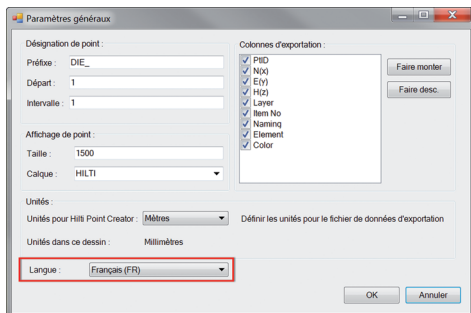 Paramètres généraux
Désignation de point :
Préfixe : DIE_
Départ : 1
Intervalle : 1
Affichage de point :
Taille : 1500
Calque : HILTI
Colonnes d'exportation :
PtID
N(x)
E(y)
H(z)
Layer
Item No
Naming
Element
Color
Faire monter
Faire desc.
Unités :
Unités pour Hilti Point Creator : Mètres
Définir les unités pour le fichier de données d'exportation
Unités dans ce dessin : Millimètres
Langue : Français (FR)
OK
Annuler